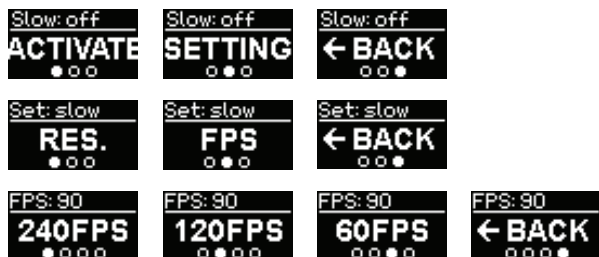 Slow: off
ACTIVATE
Slow: off
SETTING
Slow: off
←BACK
Set: slow
RES.
Set: slow
FPS
Set: slow
←BACK
FPS: 90
240FPS
FPS: 90
120FPS
FPS: 90
60FPS
FPS: 90
←BACK